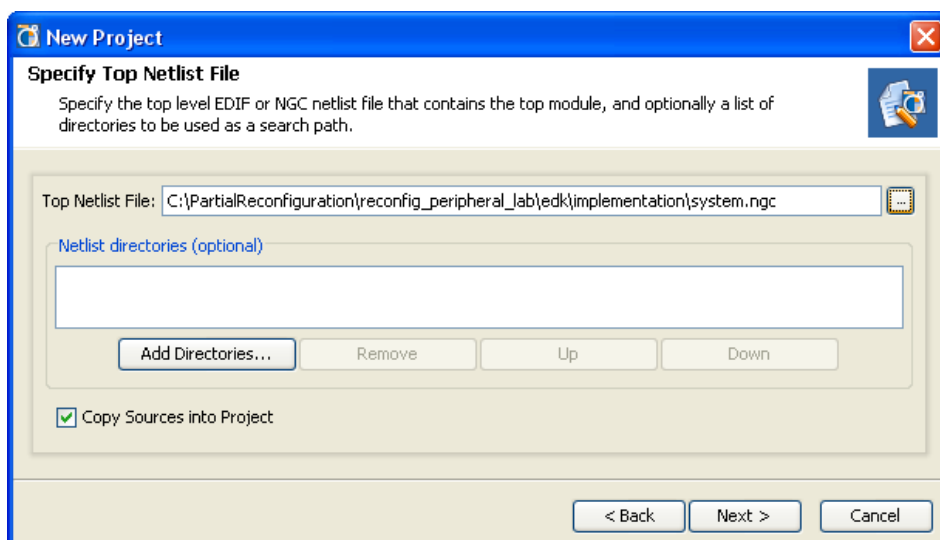 New Project
Specify Top Netlist File
Specify the top level EDIF or NGC netlist file that contains the top module, and optionally a list of
directories to be used as a search path.
Top Netlist File: C:\PartialReconfiguration\reconfig_peripheral_lab\edk\implementation\system.ngc ...
Netlist directories (optional)
Add Directories... Remove Up Down
Copy Sources into Project
< Back Next > Cancel